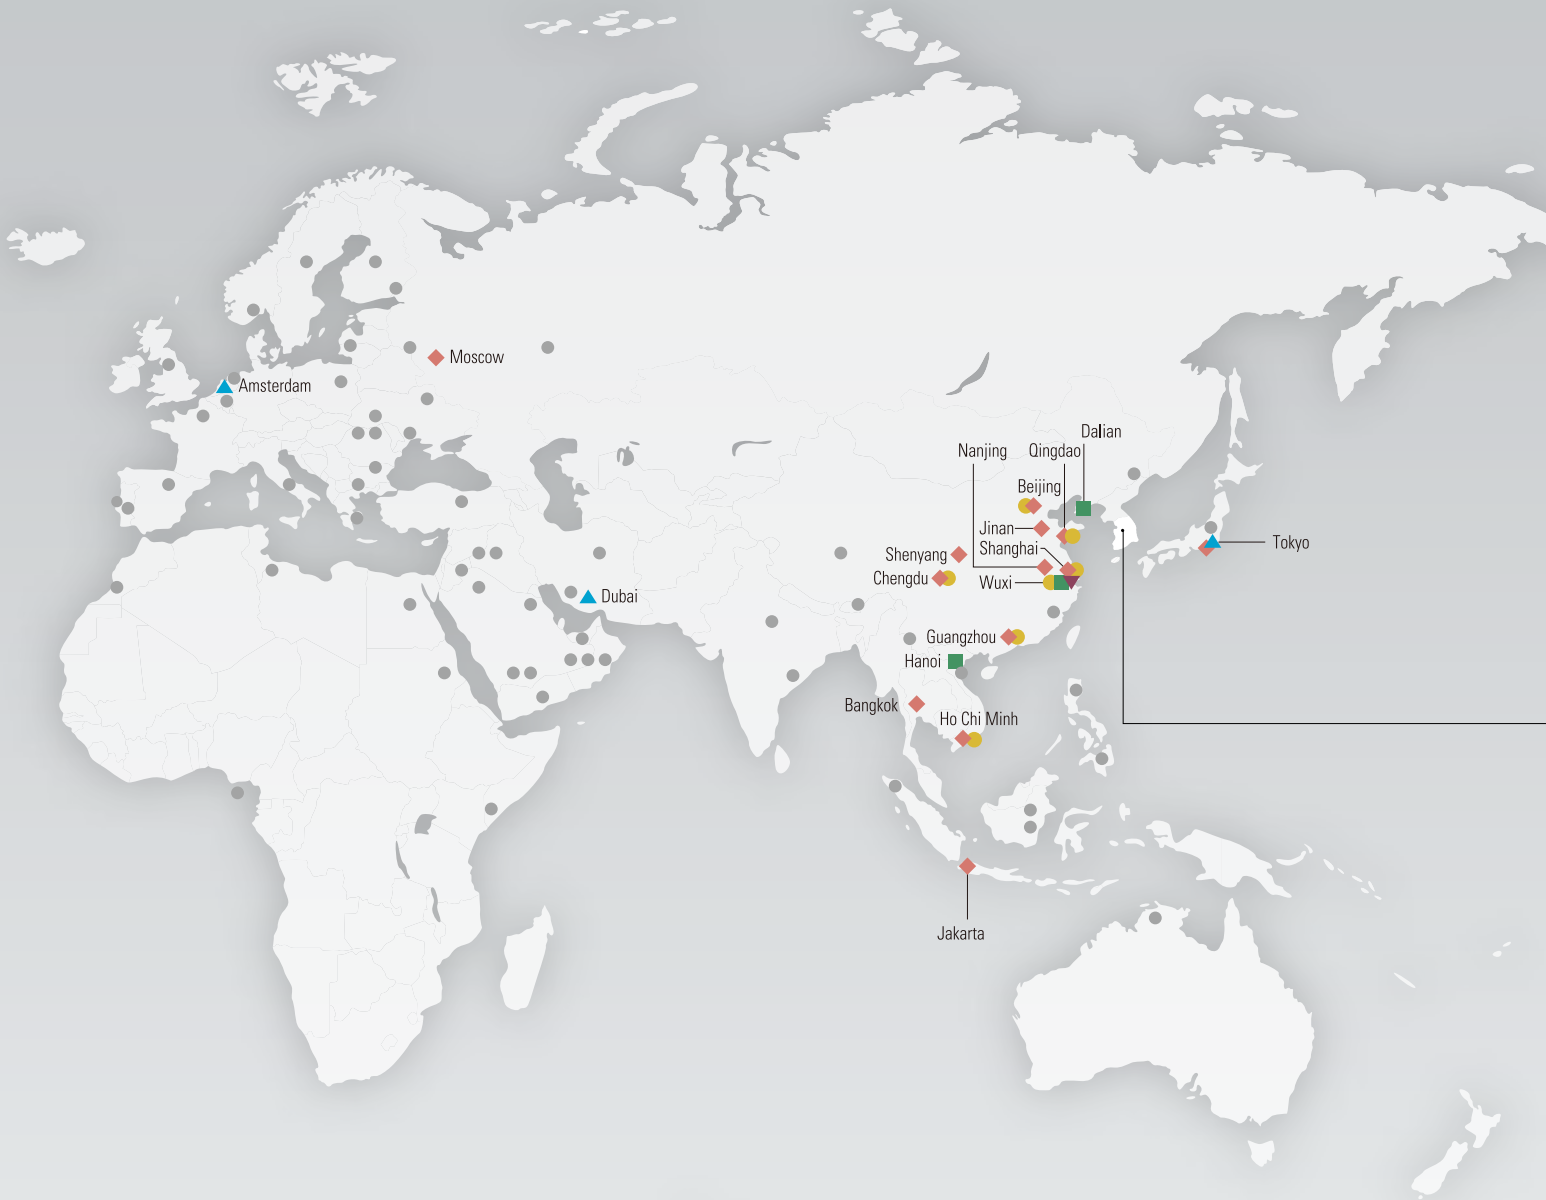 Moscow
Amsterdam
Dalian
Nanjing
Qingdao
Beijing
Jinan
Tokyo
Shanghai
Shenyang
Chengdu
Wuxi
Dubai
Guangzhou
Hanoi
Bangkok
Ho Chi Minh
Jakarta